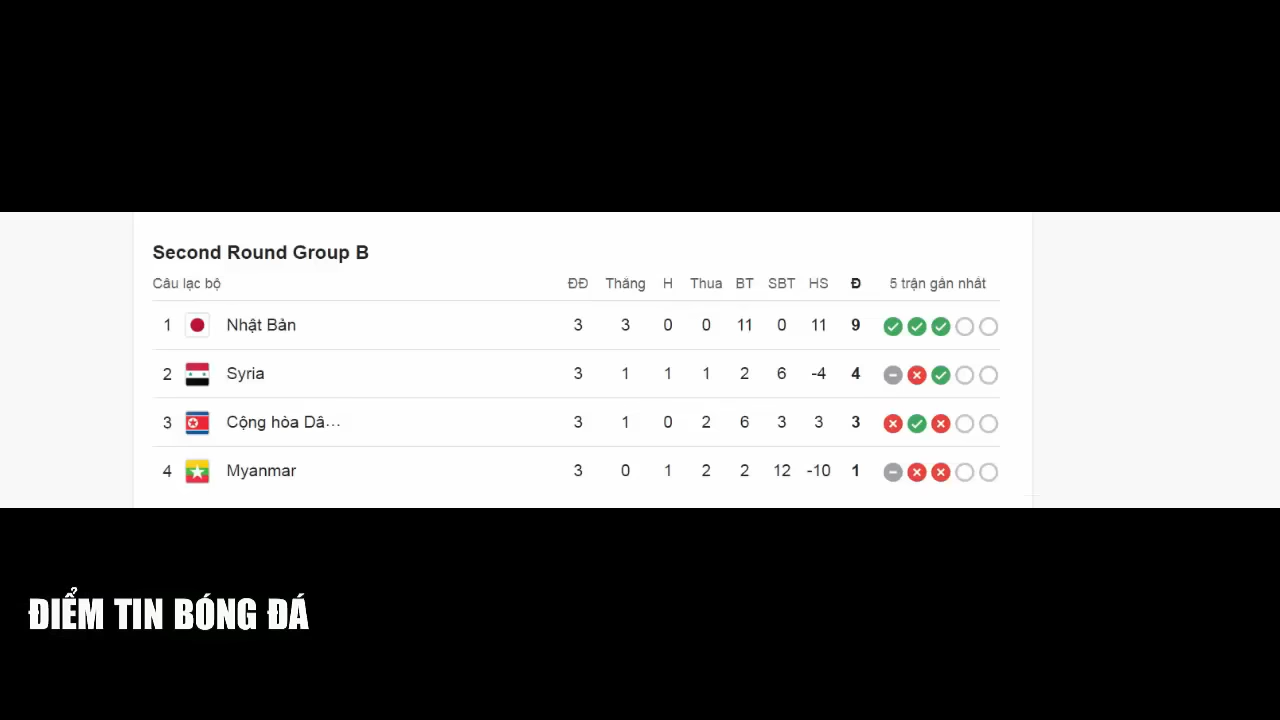 Second Round Group B
Câu lạc bộ ĐĐ Thắng H Thua BT SBT HS Đ 5 trận gần nhất
1 Nhật Bản 3 3 0 0 11 0 11 9
2 Syria 3 1 1 1 2 6 -4 4
3 Cộng hòa Dâ... 3 1 0 2 6 3 3 3
4 Myanmar 3 0 1 2 2 12 -10 1
ĐIỂM TIN BÓNG ĐÁ